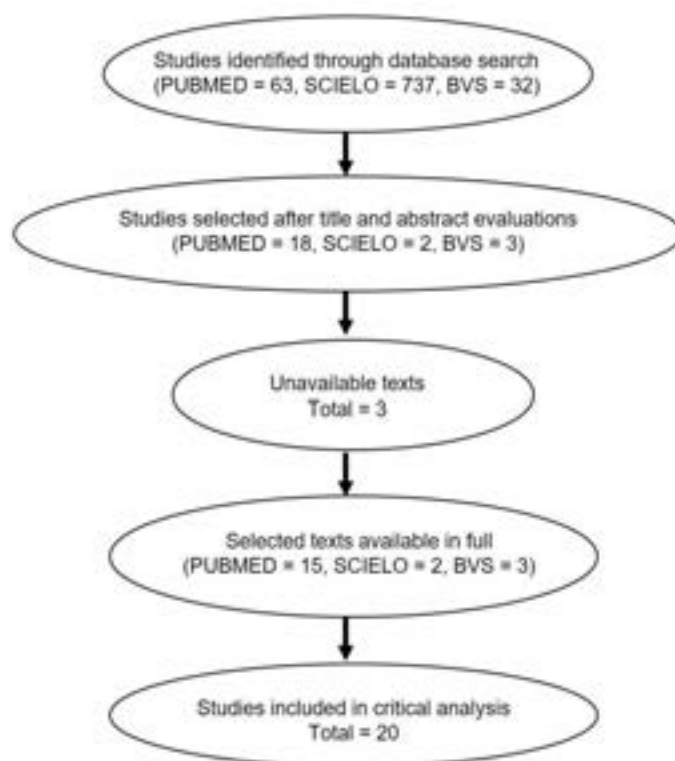 Studies identified through database search
(PUBMED = 63, SCIELO = 737, BVS = 32)
Studies selected after title and abstract evaluations
(PUBMED = 18, SCIELO = 2, BVS = 3)
Unavailable texts
Total = 3
Selected texts available in full
(PUBMED = 15, SCIELO = 2, BVS = 3)
Studies included in critical analysis
Total = 20